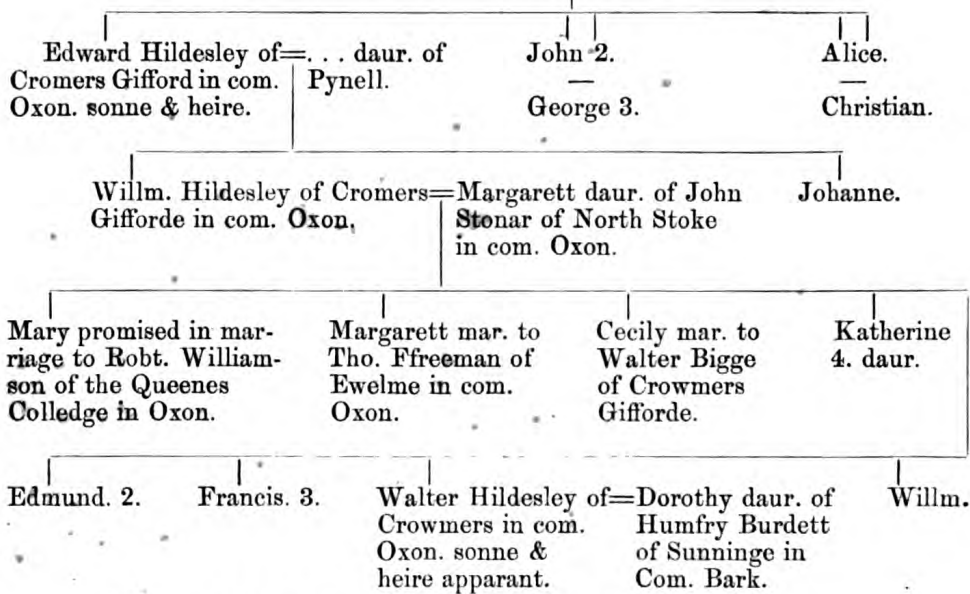 Edward Hildesley of=. . . daur. of
Cromers Gifford in com. Pynell.
Oxon. sonne & heire.
John 2.
—
George 3.
Alice.
—
Christian.
Willm. Hildesley of Cromers=Margarett daur. of John
Gifforde in com. Oxon. Stonar of North Stoke
in com. Oxon.
Johanne.
Mary promised in mar-
riage to Robt. William-
son of the Queenes
Colledge in Oxon.
Margarett mar. to
Tho. Ffreeman of
Ewelme in com.
Oxon.
Cecily mar. to
Walter Bigge
of Crowmers
Gifforde.
Katherine
4. daur.
Edmund. 2.
Francis. 3.
Walter Hildesley of=Dorothy daur. of
Crowmers in com. Humfry Burdett
Oxon. sonne & of Sunninge in
heire apparant. Com. Bark.
Willm.